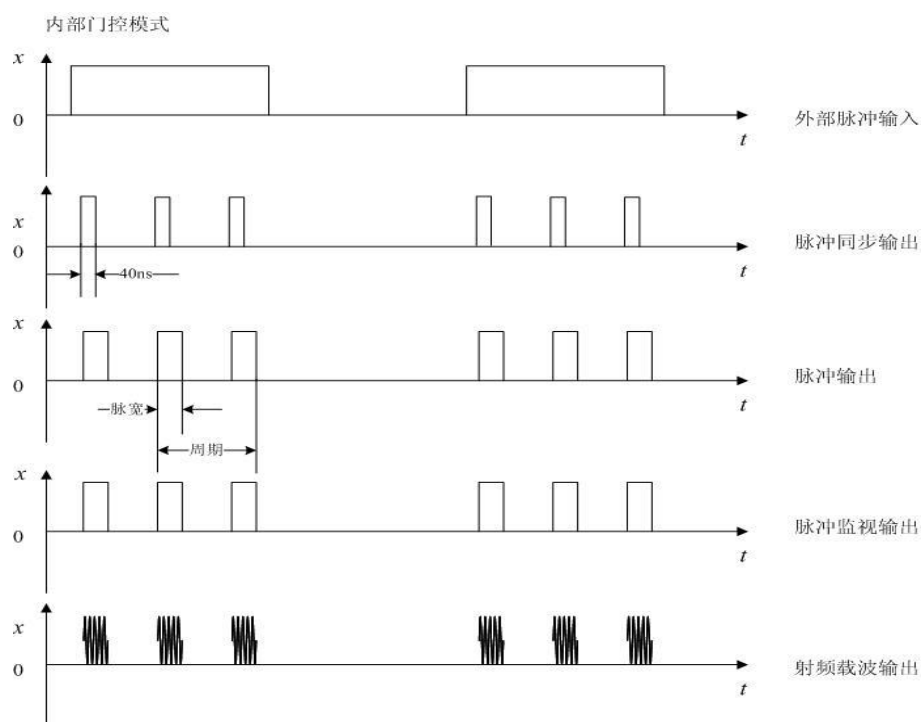 内部门控模式
x
0
t
外部脉冲输入
x
0
t
脉冲同步输出
40ns
x
0
t
脉冲输出
脉宽
周期
x
0
t
脉冲监视输出
x
0
t
射频载波输出